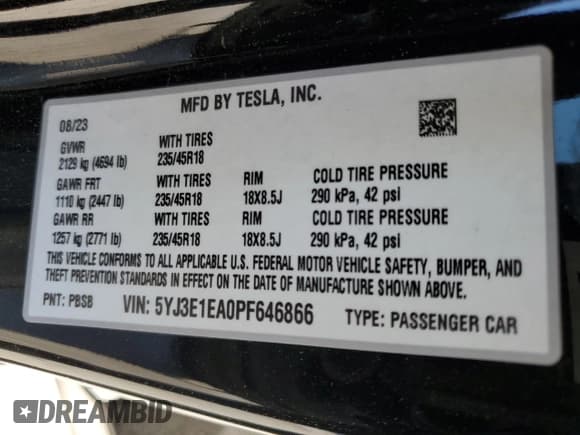 MFD BY TESLA, INC.
08/23
GVWR WITH TIRES
2129 kg (4694 lb) 235/45R18
GAWR FRT WITH TIRES RIM COLD TIRE PRESSURE
1110 kg (2447 lb) 235/45R18 18X8.5J 290 kPa, 42 psi
GAWR RR WITH TIRES RIM COLD TIRE PRESSURE
1257 kg (2771 lb) 235/45R18 18X8.5J 290 kPa, 42 psi
THIS VEHICLE CONFORMS TO ALL APPLICABLE U.S. FEDERAL MOTOR VEHICLE SAFETY, BUMPER, AND
THEFT PREVENTION STANDARDS IN EFFECT ON THE DATE OF MANUFACTURE SHOWN ABOVE.
PNT: PBSB VIN: 5YJ3E1EA0PF646866 TYPE: PASSENGER CAR
DREAMBID